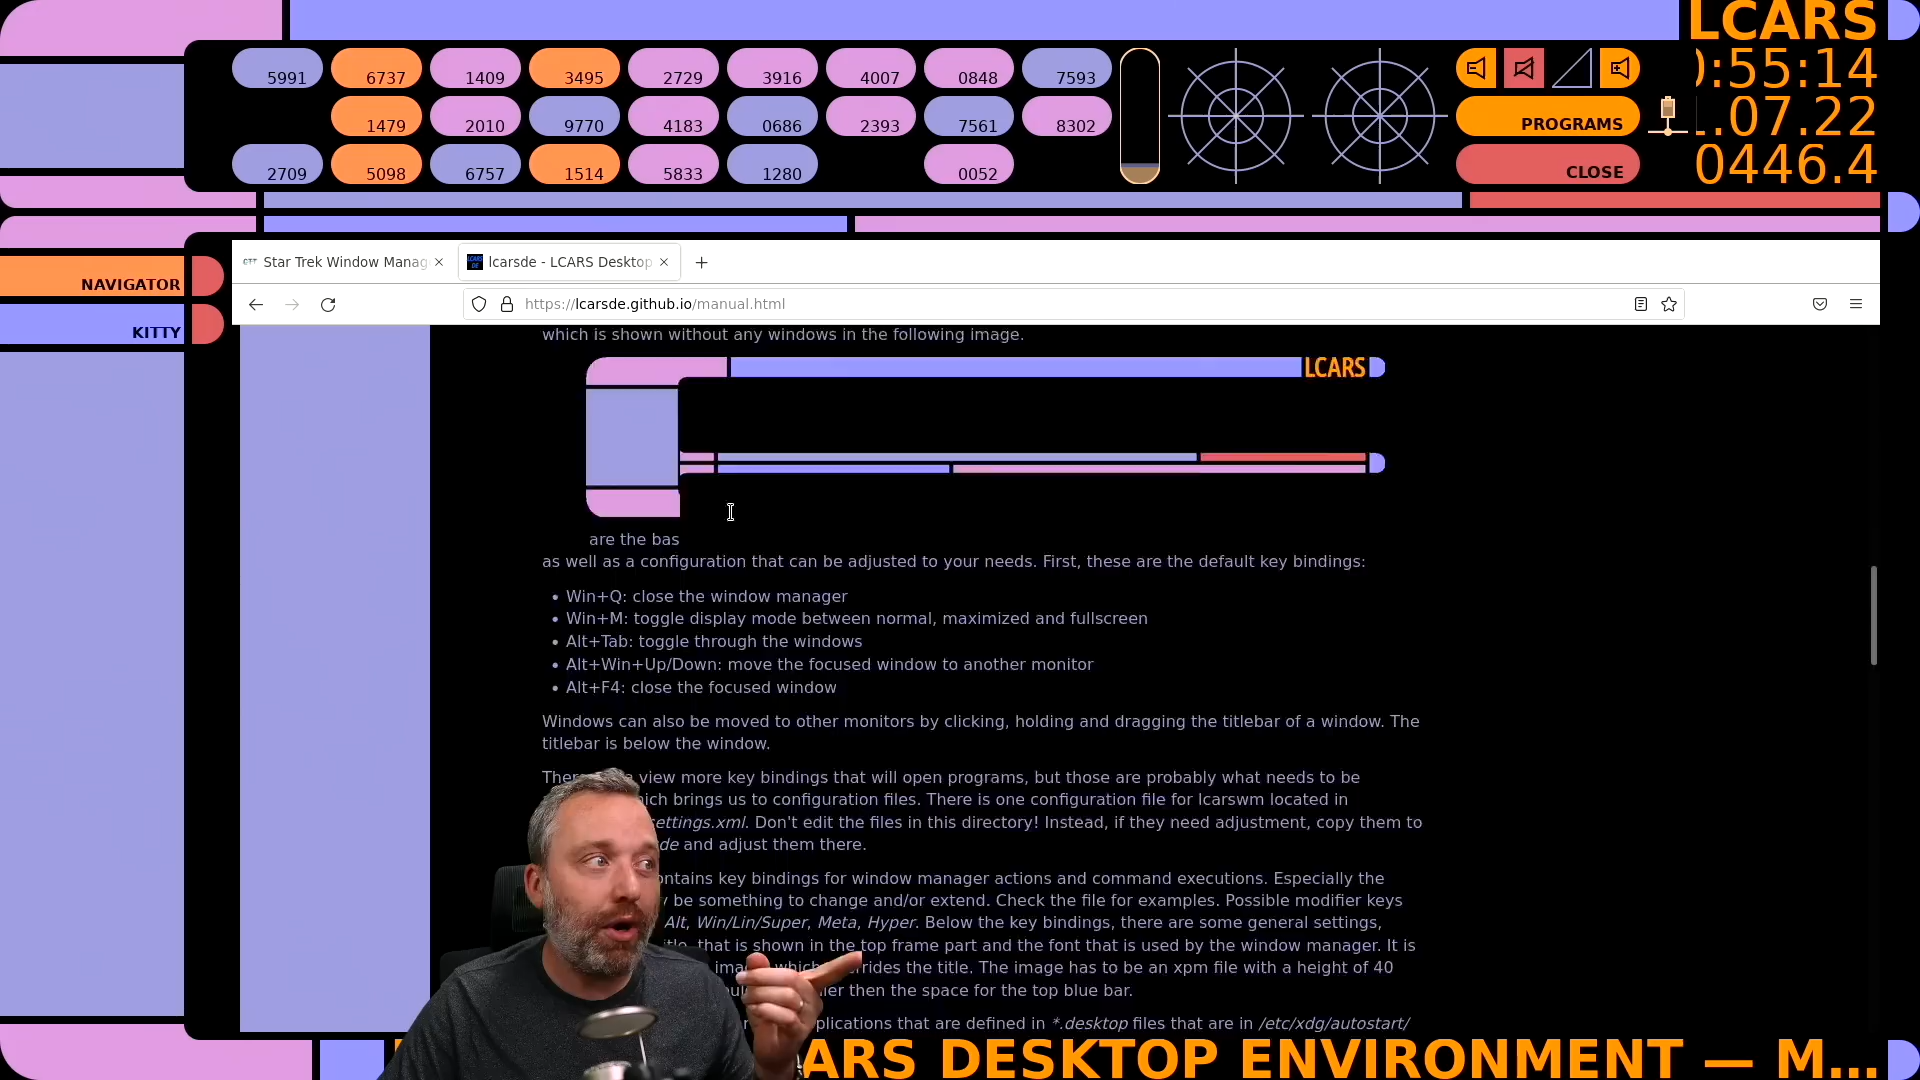 LCARS
5991 6737 1409 3495 2729 3916 4007 0848 7593
:55:14
1479 2010 9770 4183 0686 2393 7561 8302
PROGRAMS
.07.22
2709 5098 6757 1514 5833 1280 0052
CLOSE
0446.4
NAVIGATOR
KITTY
Star Trek Window Manag
lcarsde - LCARS Desktop
https://lcarsde.github.io/manual.html
which is shown without any windows in the following image.
LCARS
are the bas
as well as a configuration that can be adjusted to your needs. First, these are the default key bindings:
• Win+Q: close the window manager
• Win+M: toggle display mode between normal, maximized and fullscreen
• Alt+Tab: toggle through the windows
• Alt+Win+Up/Down: move the focused window to another monitor
• Alt+F4: close the focused window
Windows can also be moved to other monitors by clicking, holding and dragging the titlebar of a window. The
titlebar is below the window.
view more key bindings that will open programs, but those are probably what needs to be
brings us to configuration files. There is one configuration file for lcarswm located in
settings.xml. Don't edit the files in this directory! Instead, if they need adjustment, copy them to
and adjust them there.
key bindings for window manager actions and command executions. Especially the
be something to change and/or extend. Check the file for examples. Possible modifier keys
Alt, Win/Lin/Super, Meta, Hyper. Below the key bindings, there are some general settings,
that is shown in the top frame part and the font that is used by the window manager. It is
the title. The image has to be an xpm file with a height of 40
then the space for the top blue bar.
that are defined in *.desktop files that are in /etc/xdg/autostart/
ARS DESKTOP ENVIRONMENT — M...